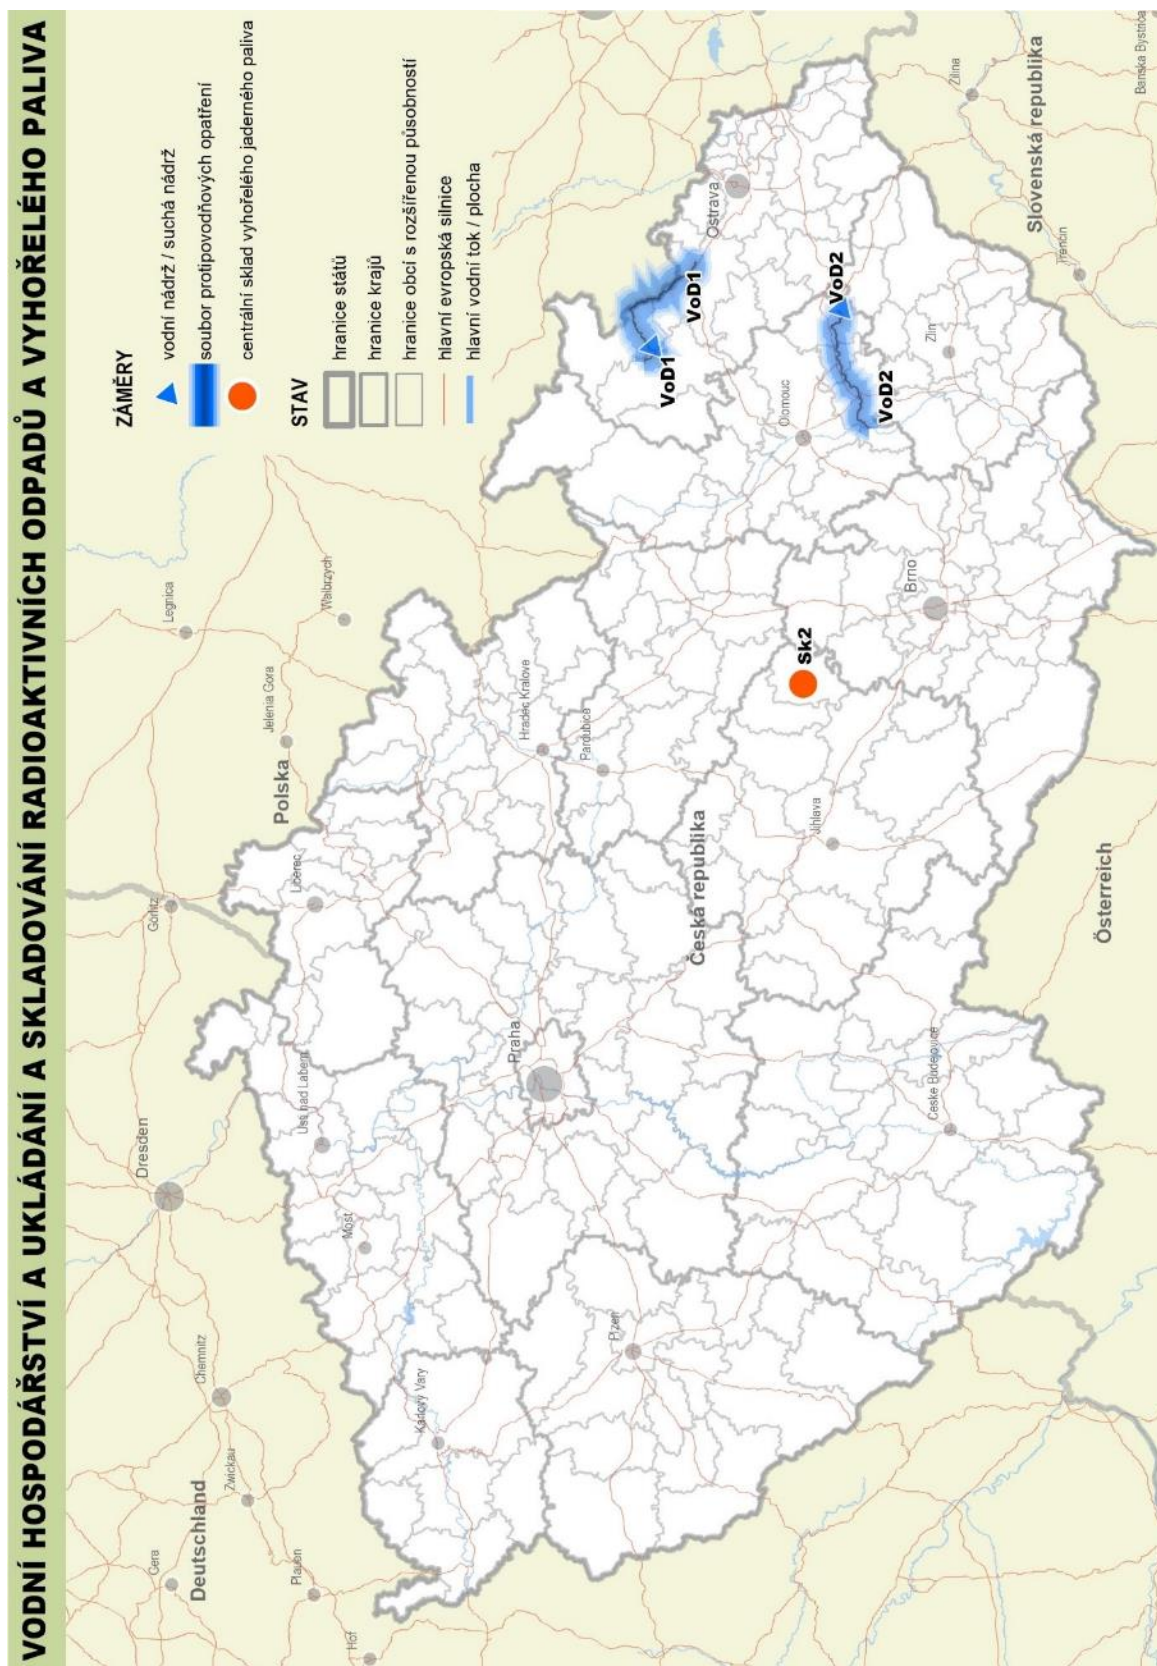 VODNÍ HOSPODÁŘSTVÍ A UKLÁDÁNÍ A SKLADOVÁNÍ RADIOAKTIVNÍCH ODPADŮ A VYHOŘELÉHO PALIVA
ZÁMĚRY
vodní nádrž / suchá nádrž
soubor protipovodňových opatření
centrální sklad vyhořelého jaderného paliva
STAV
hranice států
hranice krajů
hranice obcí s rozšířenou působností
hlavní evropská silnice
hlavní vodní tok / plocha
Gera
Deutschland
Zwickau
Chemnitz
Dresden
Görlitz
Plauen
Hof
Legnica
Jelenia Gora
Wałbrzych
Polska
Liberec
Ústí nad Labem
Most
Karlovy Vary
Praha
Hradec Kralove
Pardubice
Plzeň
Česká republika
VoD1
VoD1
Ostrava
Olomouc
VoD2
VoD2
Sk2
Jihlava
Brno
Zlín
České Budějovice
Österreich
Slovenská republika
Žilina
Trenčín
Banska Bystrica